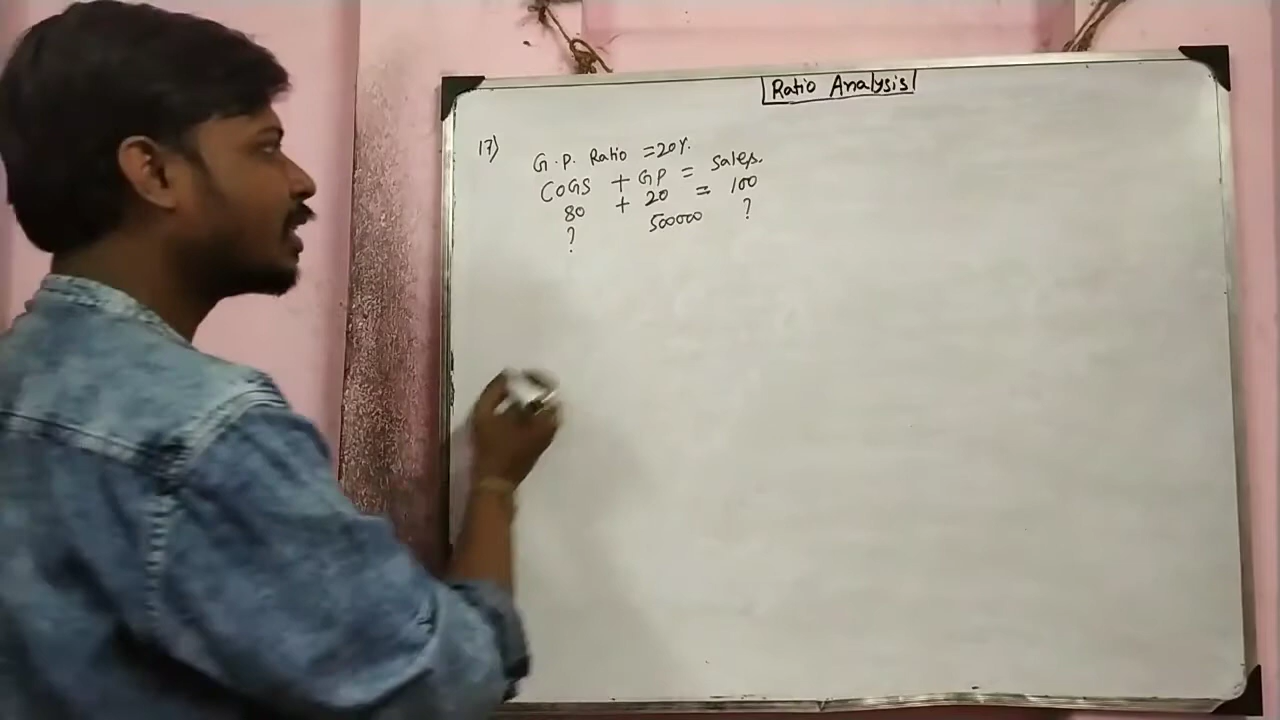 Ratio Analysis
17)
G.P. Ratio =20%.
COGS + GP = Sales.
80 + 20 = 100
? 500000 ?